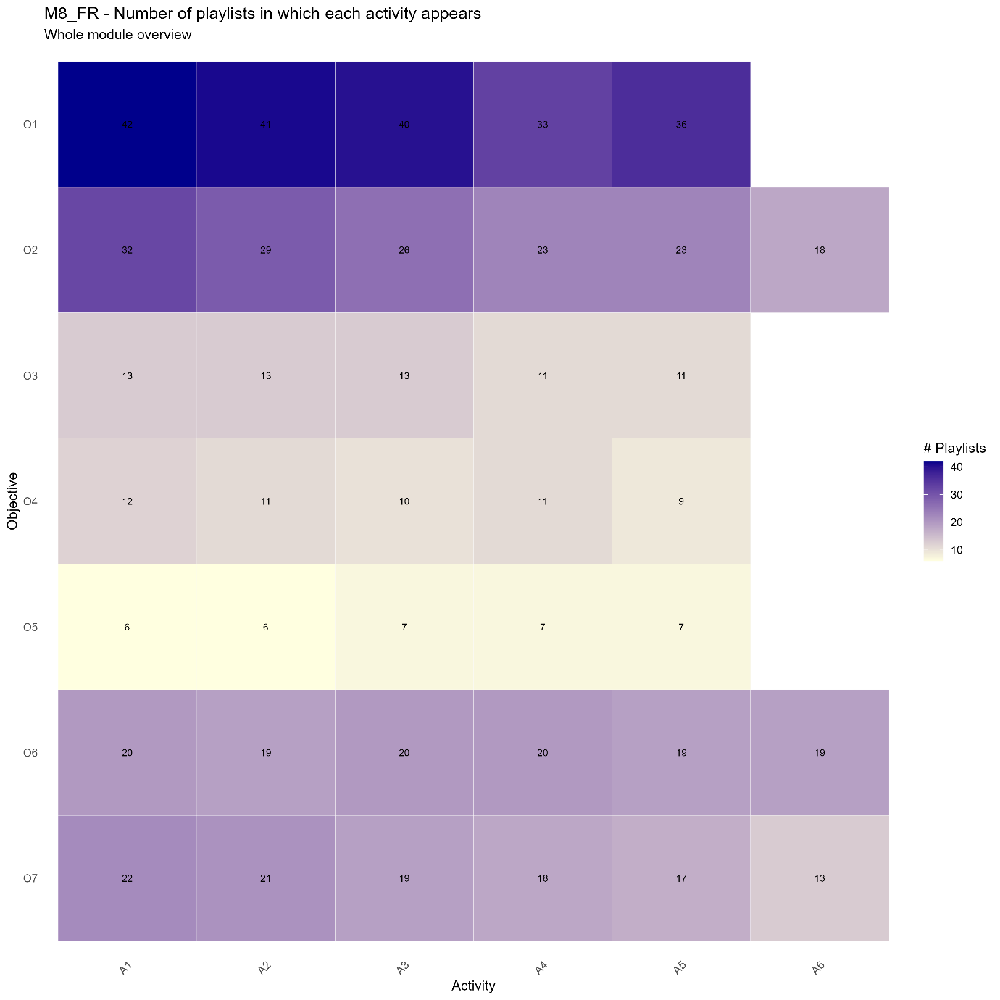 M8_FR - Number of playlists in which each activity appears
Whole module overview
O1 42 41 40 33 36
O2 32 29 26 23 23 18
O3 13 13 13 11 11
O4 12 11 10 11 9
O5 6 6 7 7 7
O6 20 19 20 20 19 19
O7 22 21 19 18 17 13
A1 A2 A3 A4 A5 A6
Activity
Objective
# Playlists
40
30
20
10